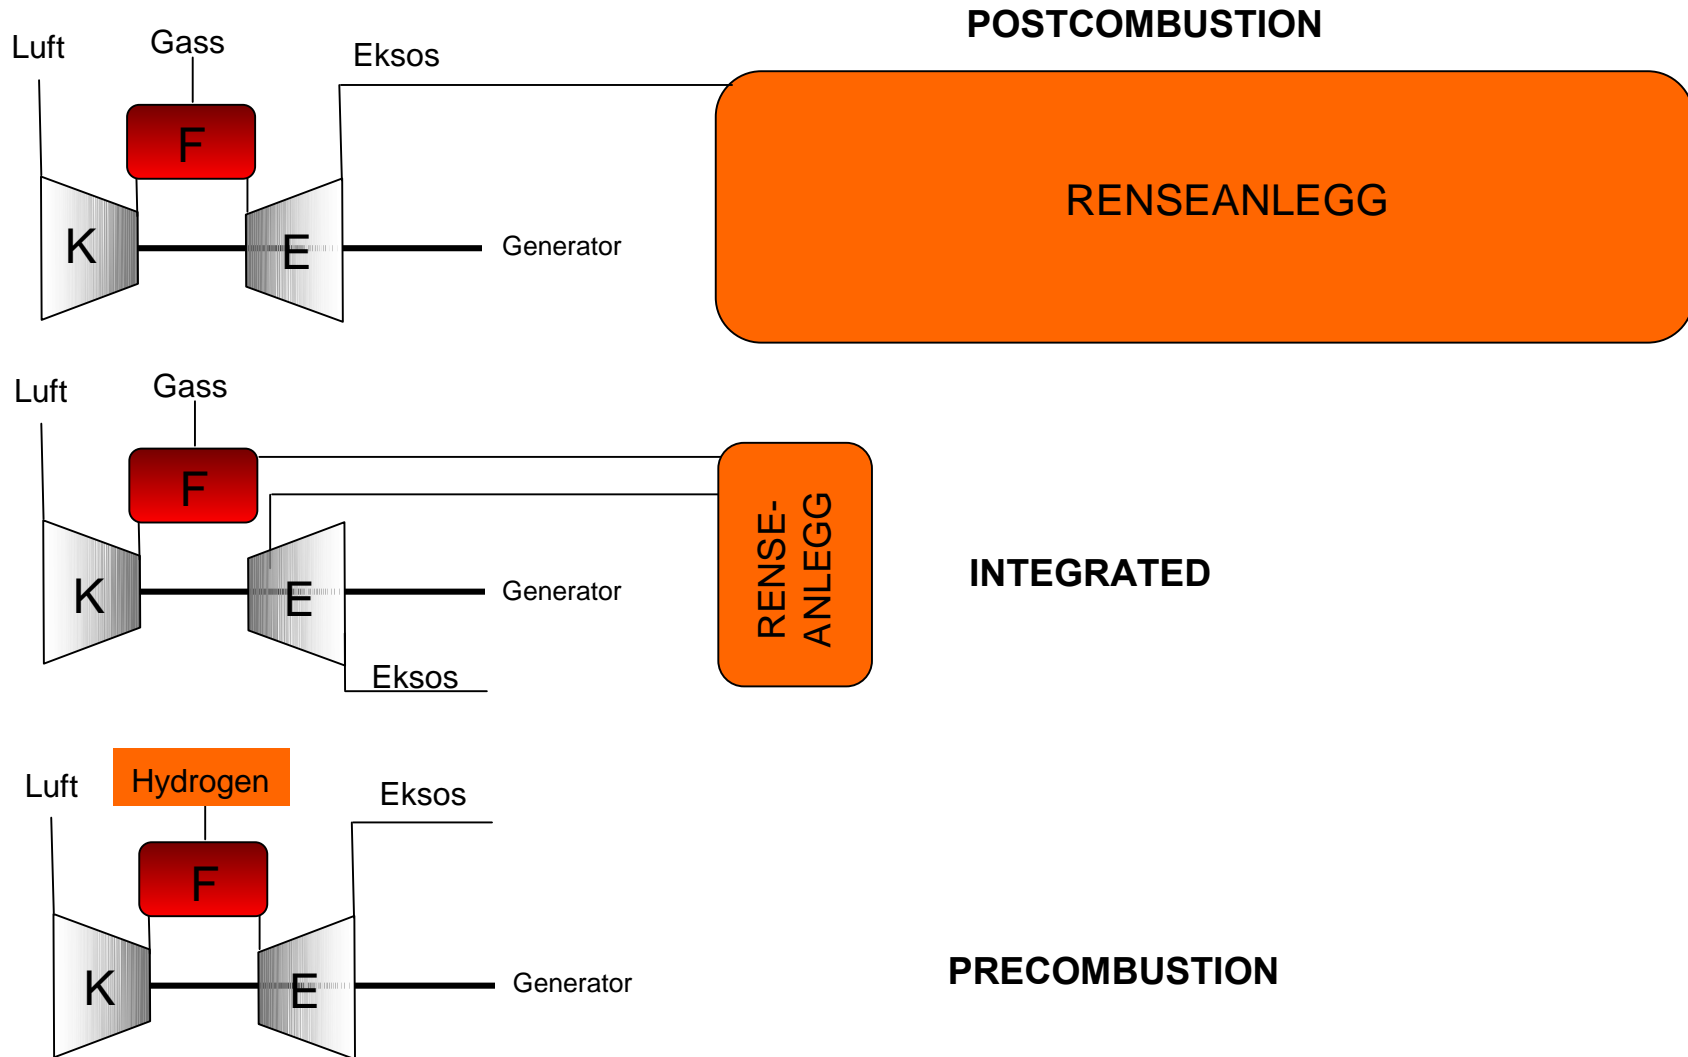 POSTCOMBUSTION
Luft
Gass
Eksos
F
RENSEANLEGG
K
E
Generator
Luft
Gass
F
RENSE-
ANLEGG
INTEGRATED
K
E
Generator
Eksos
Luft
Hydrogen
Eksos
F
K
E
Generator
PRECOMBUSTION